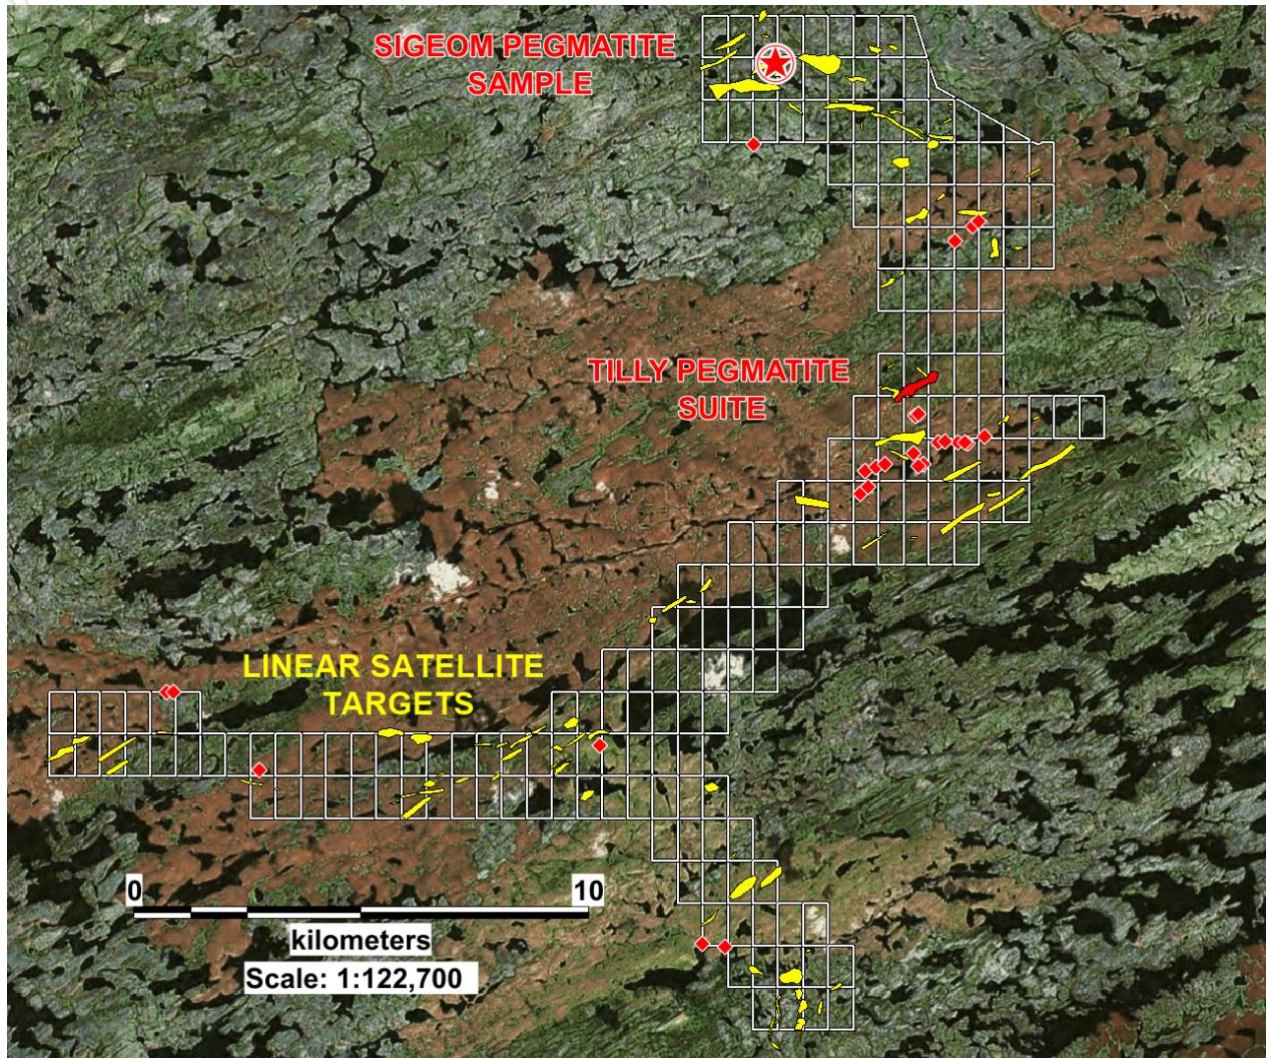 SIGEOM PEGMATITE
SAMPLE
TILLY PEGMATITE
SUITE
LINEAR SATELLITE
TARGETS
0 10
kilometers
Scale: 1:122,700